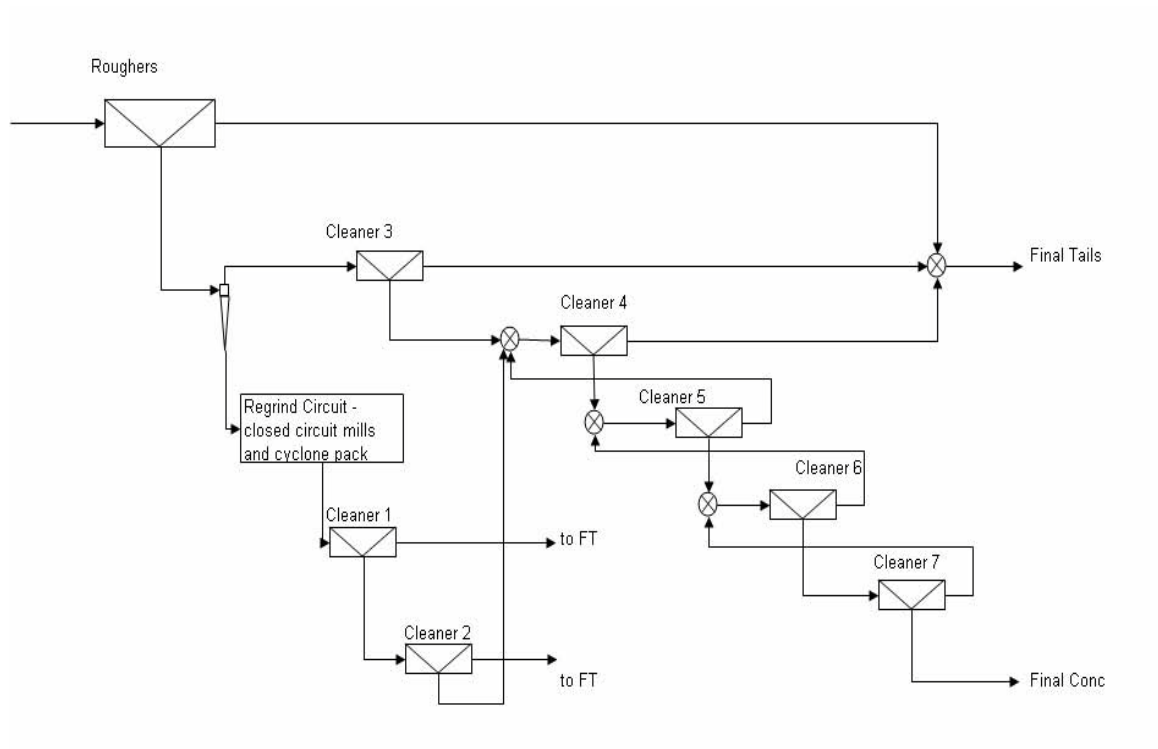 Roughers
Cleaner 3
Final Tails
Cleaner 4
Cleaner 5
Regrind Circuit -
closed circuit mills
and cyclone pack
Cleaner 6
Cleaner 1
to FT
Cleaner 7
Cleaner 2
to FT
Final Conc